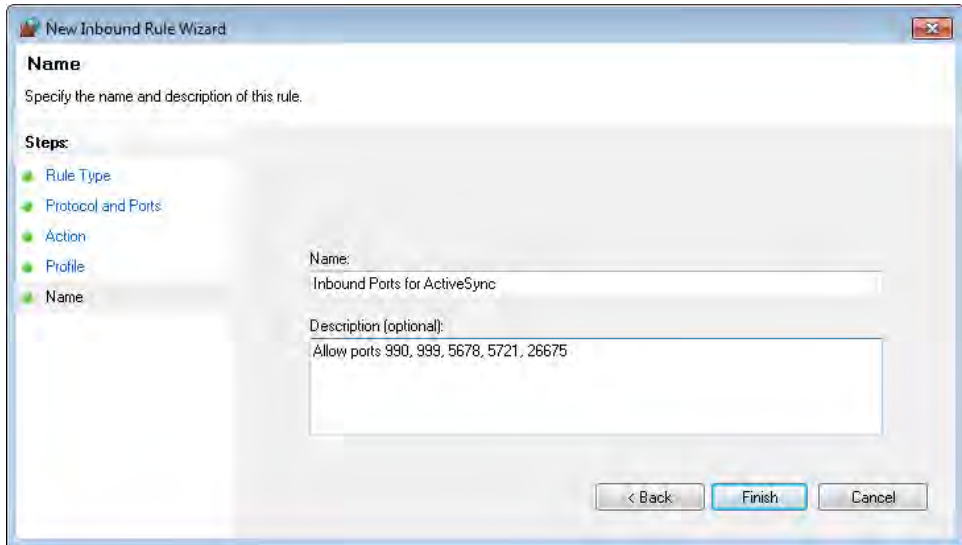 New Inbound Rule Wizard
Name
Specify the name and description of this rule.
Steps:
Rule Type
Protocol and Ports
Action
Profile
Name
Name:
Inbound Ports for ActiveSync
Description (optional):
Allow ports 990, 999, 5678, 5721, 26675
< Back
Finish
Cancel